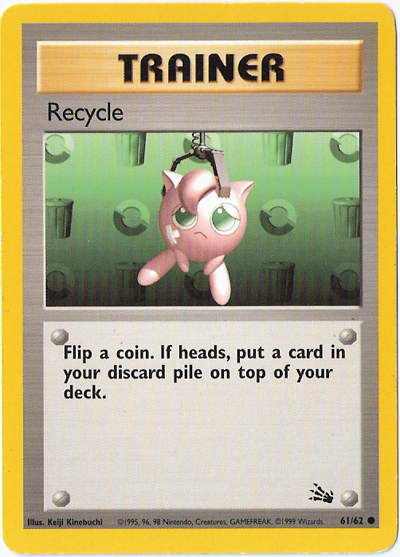 TRAINER
Recycle
Flip a coin. If heads, put a card in
your discard pile on top of your
deck.
Illus. Keiji Kinebuchi ©1995, 96, 98 Nintendo, Creatures, GAMEFREAK. ©1999 Wizards. 61/62